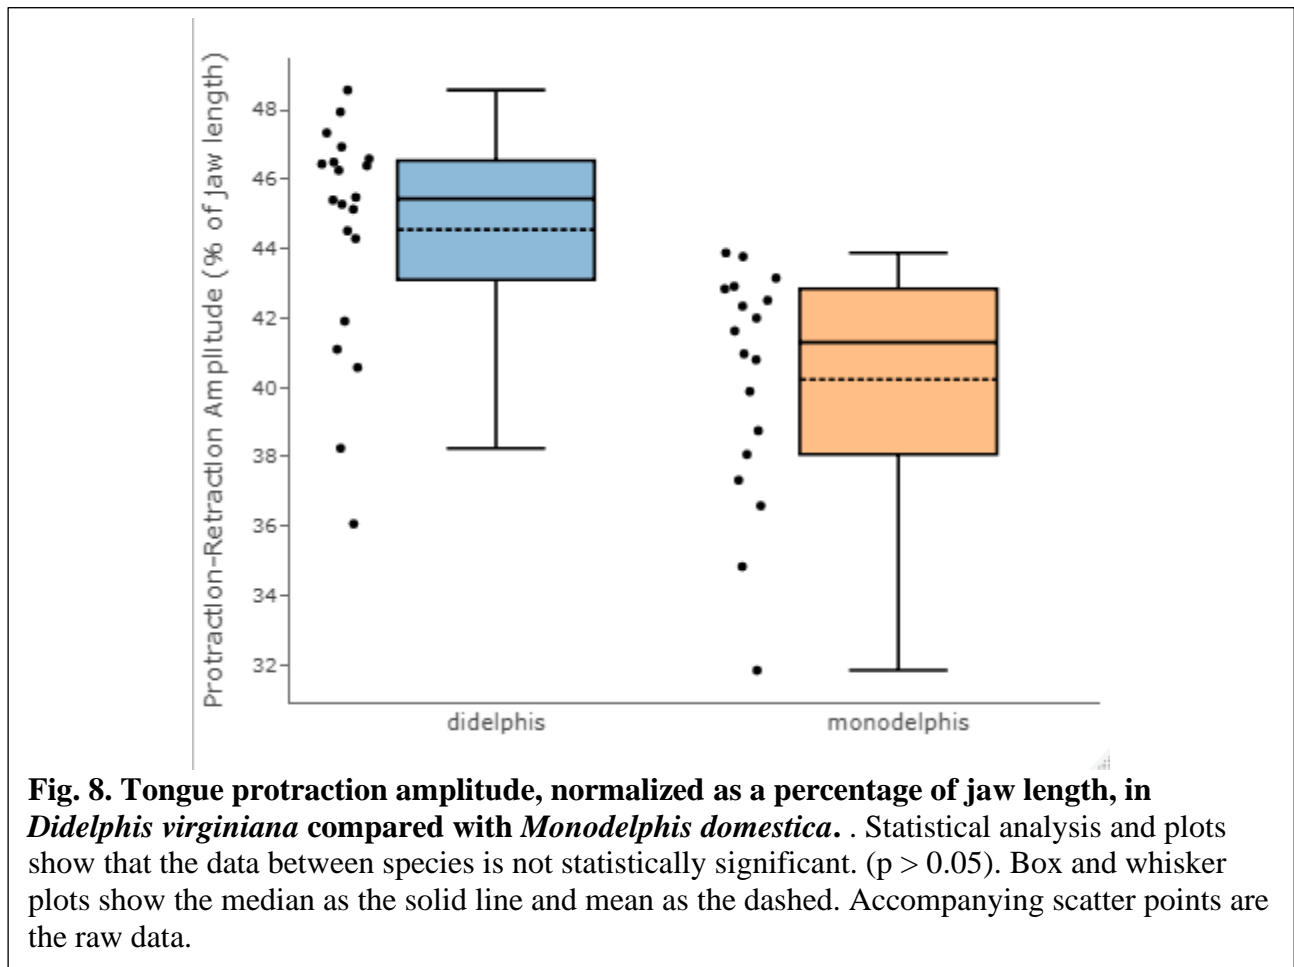 Protraction-Retraction Amplitude (% of jaw length)
48
46
44
42
40
38
36
34
32
didelphis
monodelphis
Fig. 8. Tongue protraction amplitude, normalized as a percentage of jaw length, in
Didelphis virginiana compared with Monodelphis domestica. . Statistical analysis and plots
show that the data between species is not statistically significant. (p > 0.05). Box and whisker
plots show the median as the solid line and mean as the dashed. Accompanying scatter points are
the raw data.